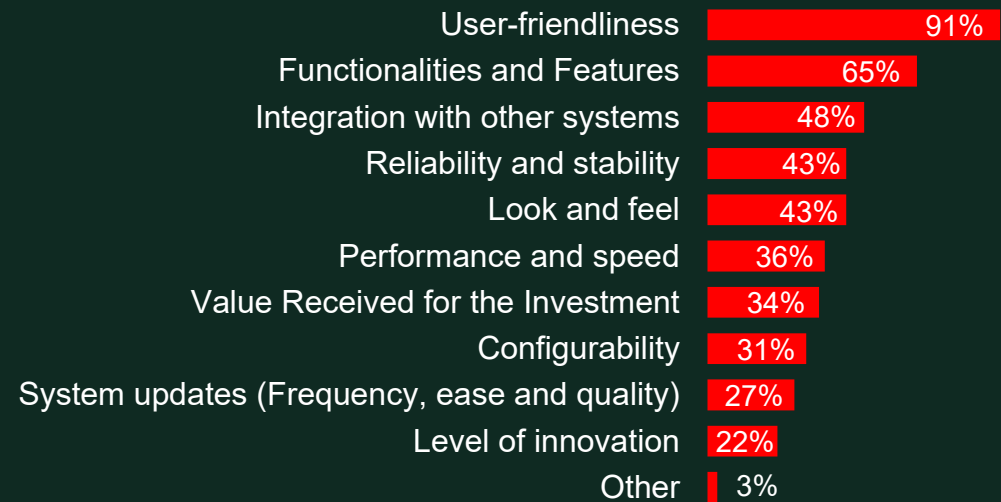 User-friendliness 91%
Functionalities and Features 65%
Integration with other systems 48%
Reliability and stability 43%
Look and feel 43%
Performance and speed 36%
Value Received for the Investment 34%
Configurability 31%
System updates (Frequency, ease and quality) 27%
Level of innovation 22%
Other 3%